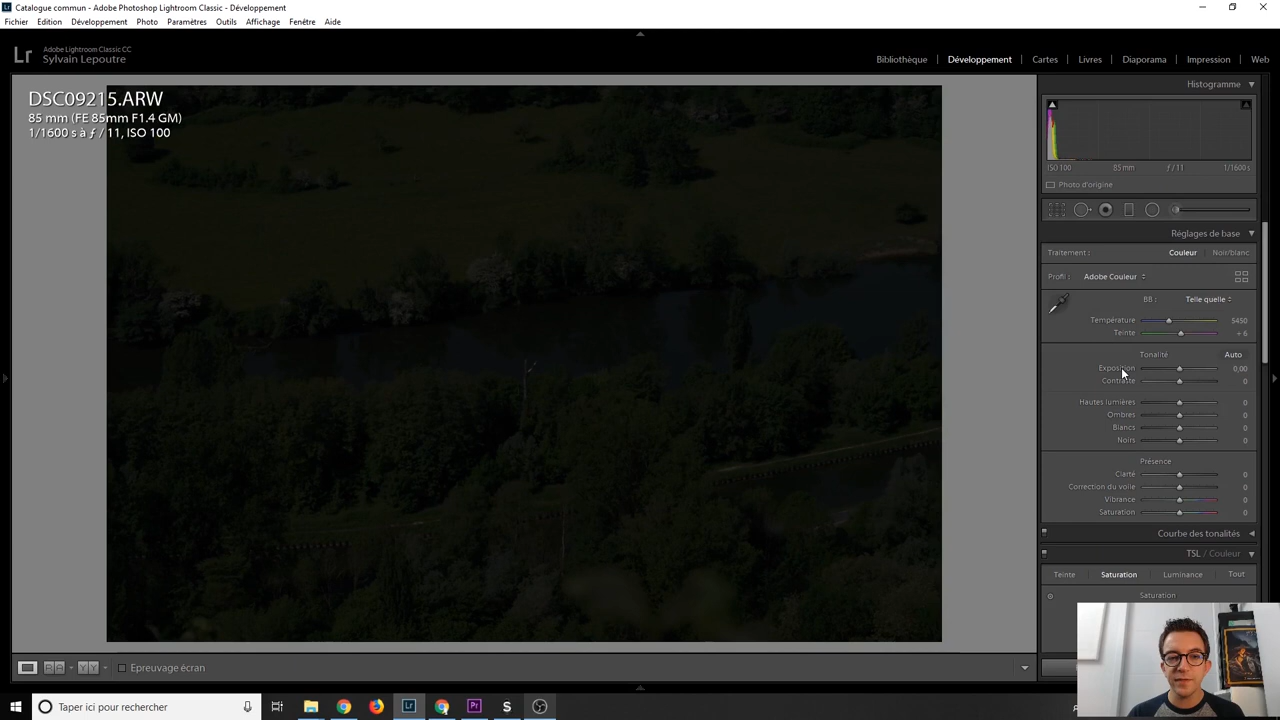 Catalogue commun - Adobe Photoshop Lightroom Classic - Développement
Fichier Edition Développement Photo Paramètres Outils Affichage Fenêtre Aide
Lr Adobe Lightroom Classic CC
Sylvain Lepoutre
Bibliothèque | Développement | Cartes | Livres | Diaporama | Impression | Web
DSC09215.ARW
85 mm (FE 85mm F1.4 GM)
1/1600 s à ƒ / 11, ISO 100
Histogramme
ISO 100 85 mm ƒ / 11 1/1600 s
Photo d'origine
Réglages de base
Traitement : Couleur Noir/blanc
Profil : Adobe Couleur
BB : Telle quelle
Température 5450
Teinte + 6
Tonalité Auto
Exposition 0,00
Contraste 0
Hautes lumières 0
Ombres 0
Blancs 0
Noirs 0
Présence
Clarté 0
Correction du voile 0
Vibrance 0
Saturation 0
Courbe des tonalités
TSL / Couleur
Teinte Saturation Luminance Tout
Saturation
R A Y Y Epreuvage écran
Taper ici pour rechercher
Lr Pr S